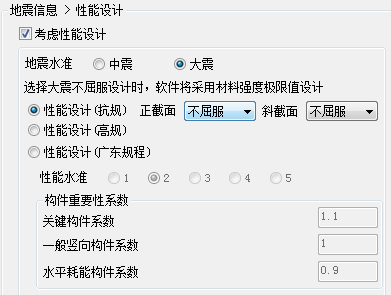 地震信息 > 性能设计
考虑性能设计
地震水准 中震 大震
选择大震不屈服设计时，软件将采用材料强度极限值设计
性能设计(抗规) 正截面 不屈服 斜截面 不屈服
性能设计(高规)
性能设计(广东规程)
性能水准 1 2 3 4 5
构件重要性系数
关键构件系数 1.1
一般竖向构件系数 1
水平耗能构件系数 0.9